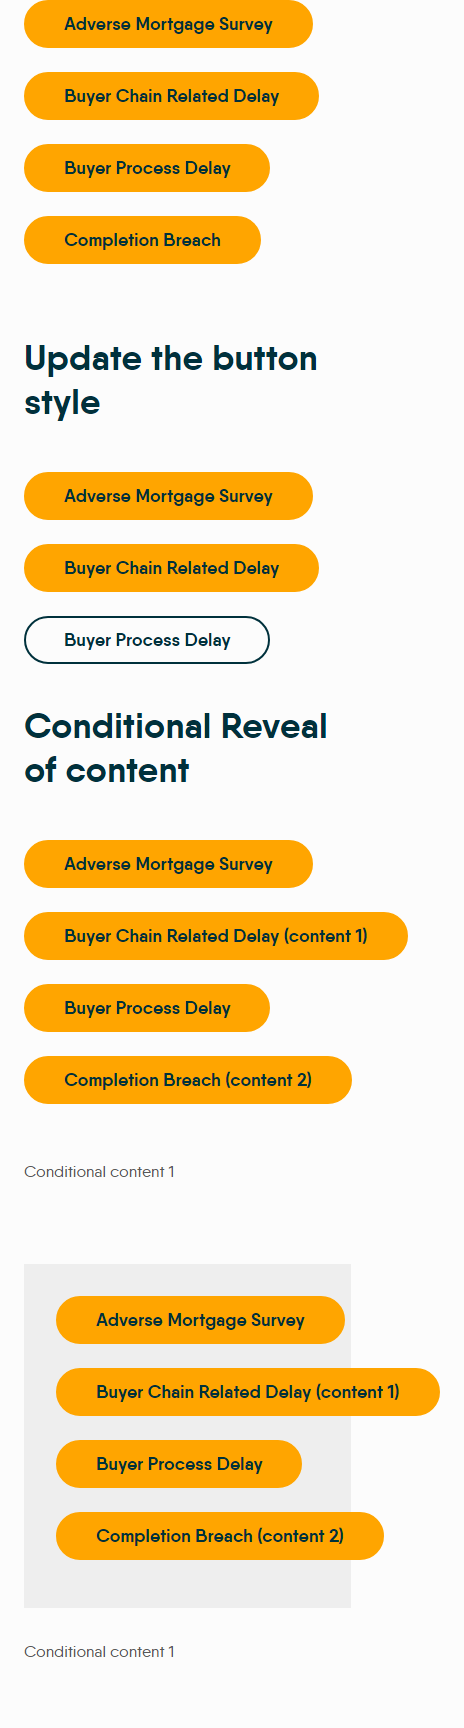 Adverse Mortgage Survey
Buyer Chain Related Delay
Buyer Process Delay
Completion Breach
Update the button
style
Adverse Mortgage Survey
Buyer Chain Related Delay
Buyer Process Delay
Conditional Reveal
of content
Adverse Mortgage Survey
Buyer Chain Related Delay (content 1)
Buyer Process Delay
Completion Breach (content 2)
Conditional content 1
Adverse Mortgage Survey
Buyer Chain Related Delay (content 1)
Buyer Process Delay
Completion Breach (content 2)
Conditional content 1